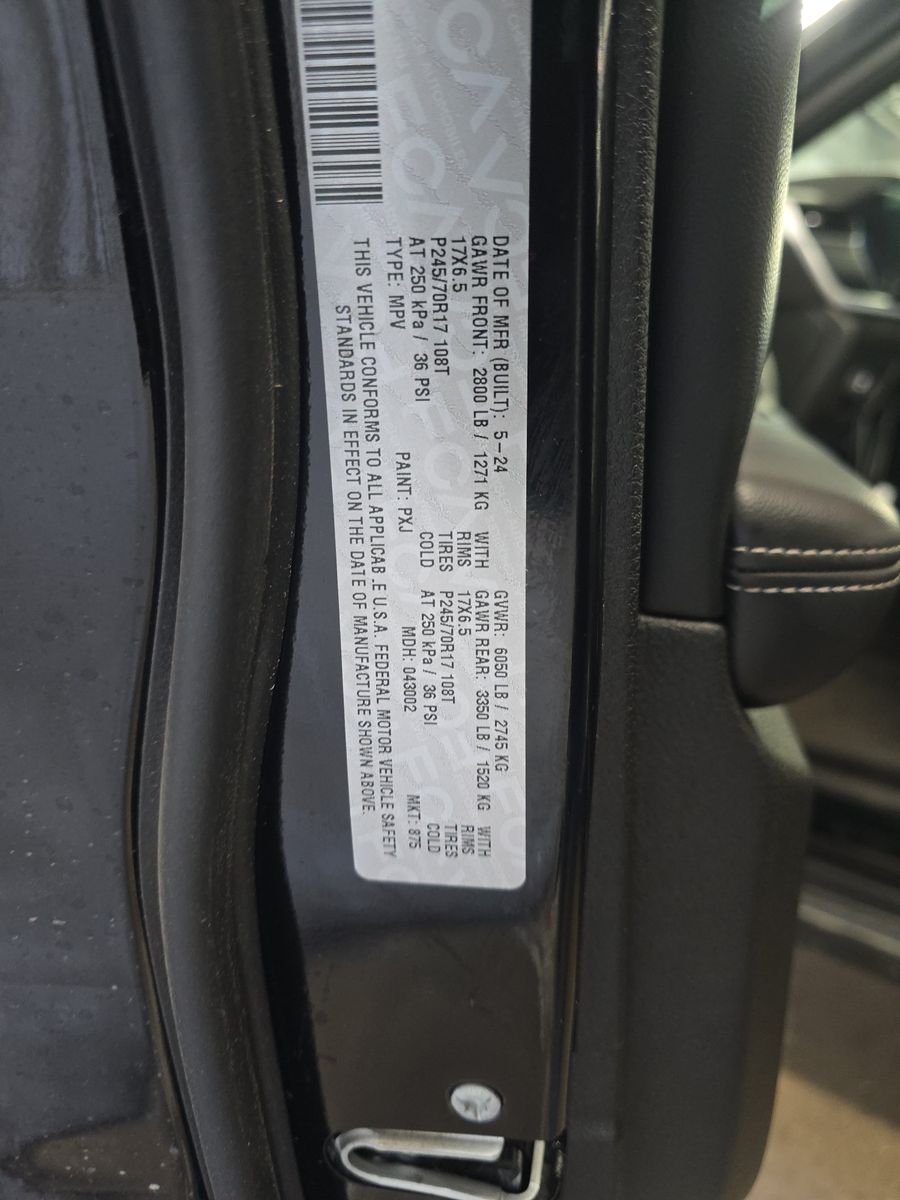 DATE OF MFR (BUILT): 5-24 GVWR: 6050 LB / 2745 KG
GAWR FRONT: 2800 LB / 1271 KG WITH GAWR REAR: 3350 LB / 1520 KG WITH
17X6.5 RIMS 17X6.5 RIMS
P245/70R17 108T TIRES P245/70R17 108T TIRES
AT 250 kPa / 36 PSI COLD AT 250 kPa / 36 PSI COLD
TYPE: MPV PAINT: PXJ MDH: 043002 MKT: 875
THIS VEHICLE CONFORMS TO ALL APPLICAB.E U.S.A. FEDERAL MOTOR VEHICLE SAFETY
STANDARDS IN EFFECT ON THE DATE OF MANUFACTURE SHOWN ABOVE.